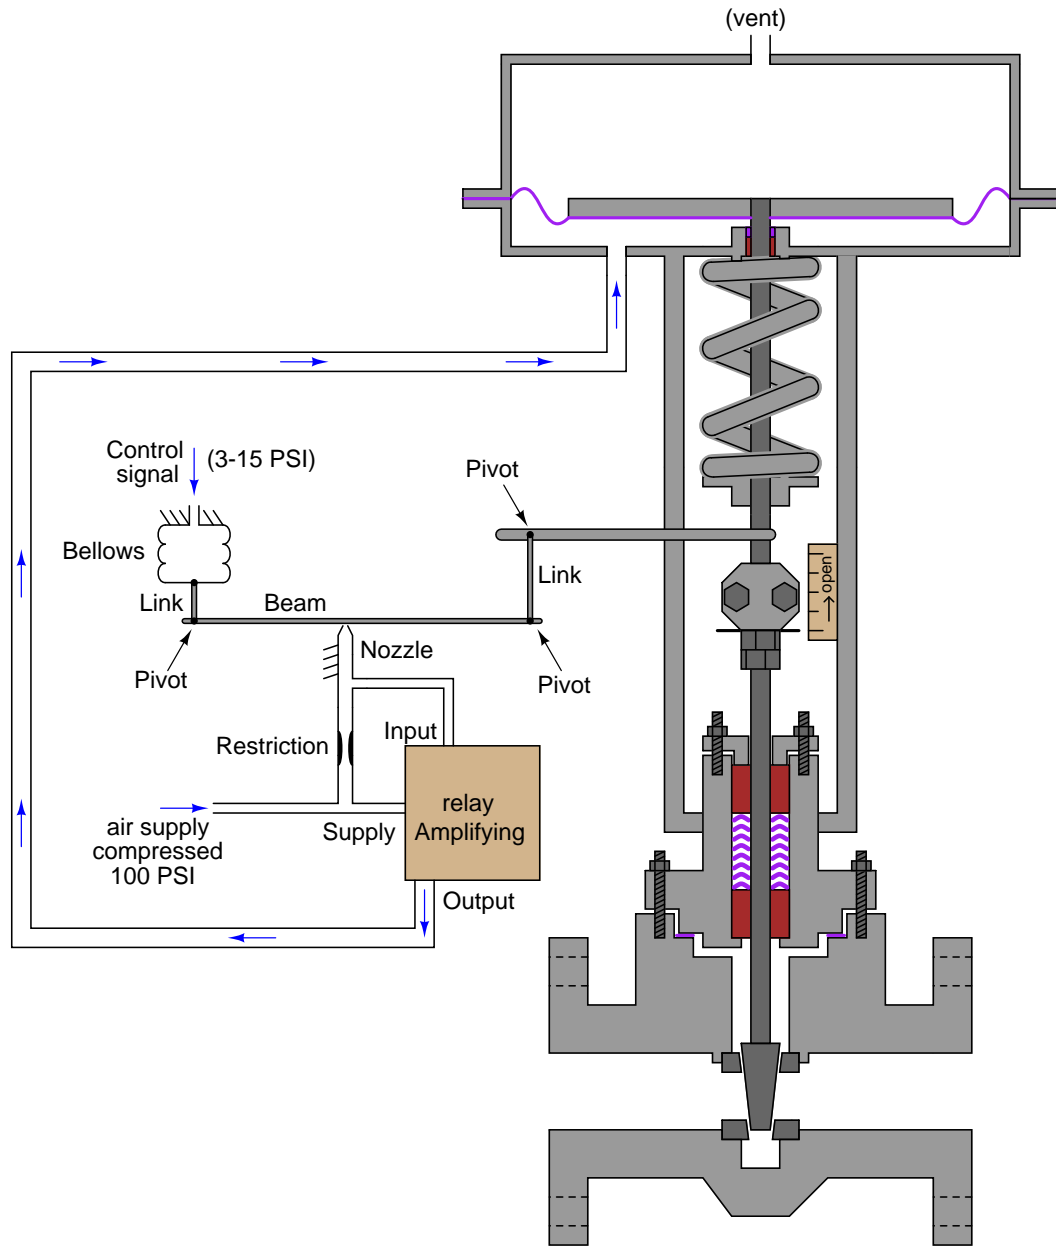 (vent)
Control
signal
(3-15 PSI)
Pivot
Bellows
Link
Beam
Link
open
Nozzle
Pivot
Pivot
Restriction
Input
relay
Amplifying
Supply
air supply
compressed
100 PSI
Output